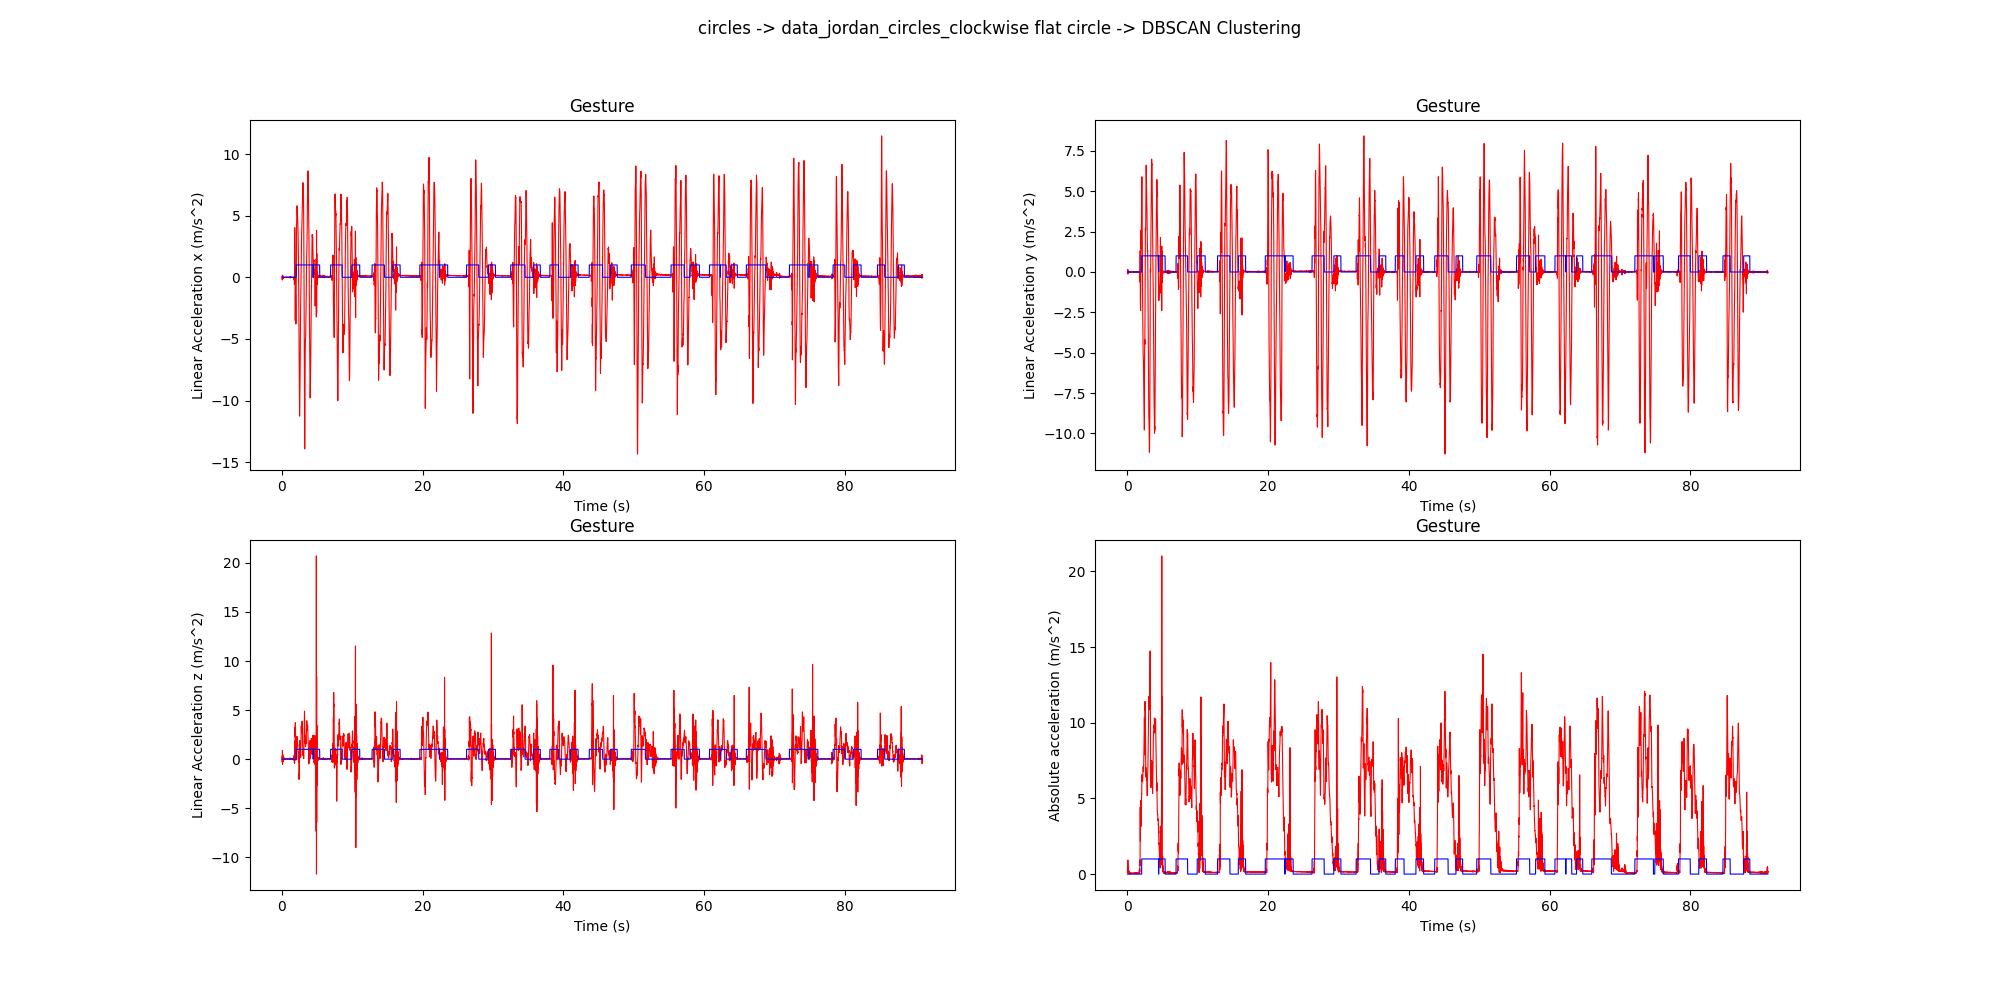 circles -> data_jordan_circles_clockwise flat circle -> DBSCAN Clustering
Gesture
Linear Acceleration x (m/s^2)
10
5
0
−5
−10
−15
0 20 40 60 80
Time (s)
Gesture
Linear Acceleration y (m/s^2)
7.5
5.0
2.5
0.0
−2.5
−5.0
−7.5
−10.0
0 20 40 60 80
Time (s)
Gesture
Linear Acceleration z (m/s^2)
20
15
10
5
0
−5
−10
0 20 40 60 80
Time (s)
Gesture
Absolute acceleration (m/s^2)
20
15
10
5
0
0 20 40 60 80
Time (s)